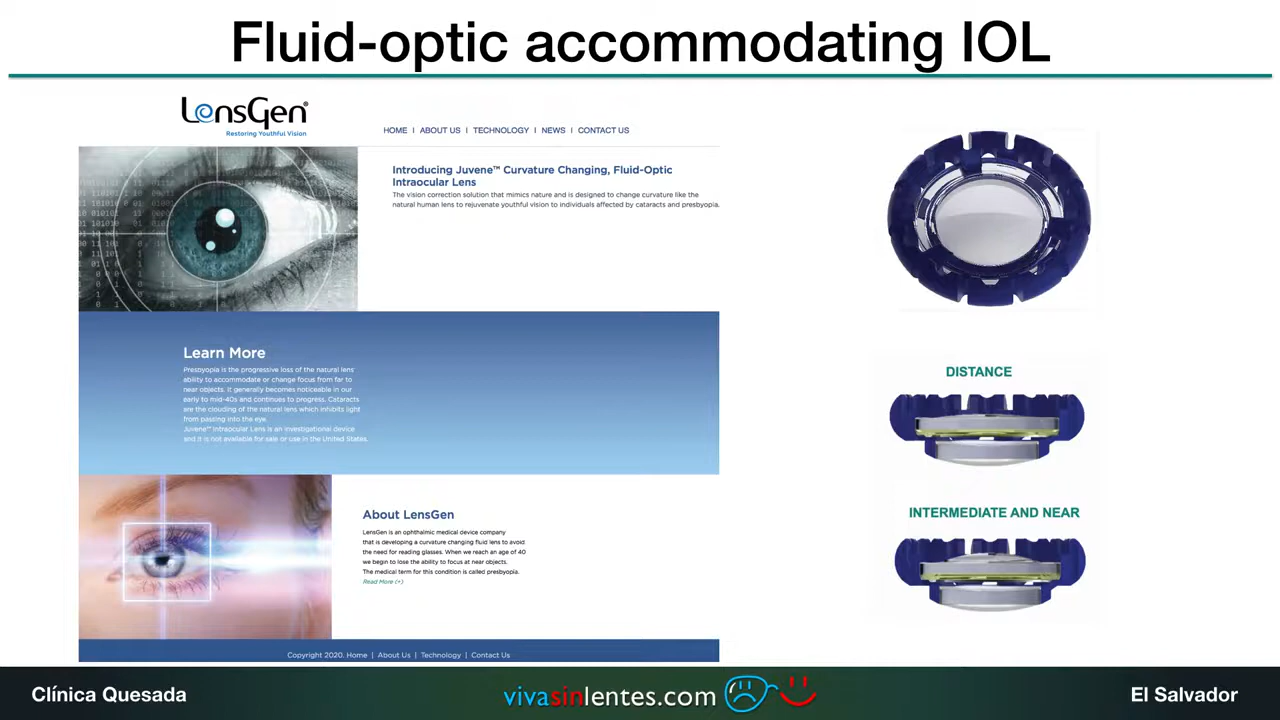 Fluid-optic accommodating IOL
LensGen®
Restoring Youthful Vision
HOME | ABOUT US | TECHNOLOGY | NEWS | CONTACT US
Introducing Juvene™ Curvature Changing, Fluid-Optic
Intraocular Lens
The vision correction solution that mimics nature and is designed to change curvature like the
natural human lens to rejuvenate youthful vision to individuals affected by cataracts and presbyopia.
Learn More
Presbyopia is the progressive loss of the natural lens'
ability to accommodate or change focus from far to
near objects. It generally becomes noticeable in our
early to mid-40s and continues to progress. Cataracts
are the clouding of the natural lens which inhibits light
from passing into the eye.
Juvene™ Intraocular Lens is an investigational device
and it is not available for sale or use in the United States.
About LensGen
LensGen is an ophthalmic medical device company
that is developing a curvature changing fluid lens to avoid
the need for reading glasses. When we reach an age of 40
we begin to lose the ability to focus at near objects.
The medical term for this condition is called presbyopia.
Read More (+)
Copyright 2020. Home | About Us | Technology | Contact Us
DISTANCE
INTERMEDIATE AND NEAR
Clínica Quesada
vivasinlentes.com
El Salvador